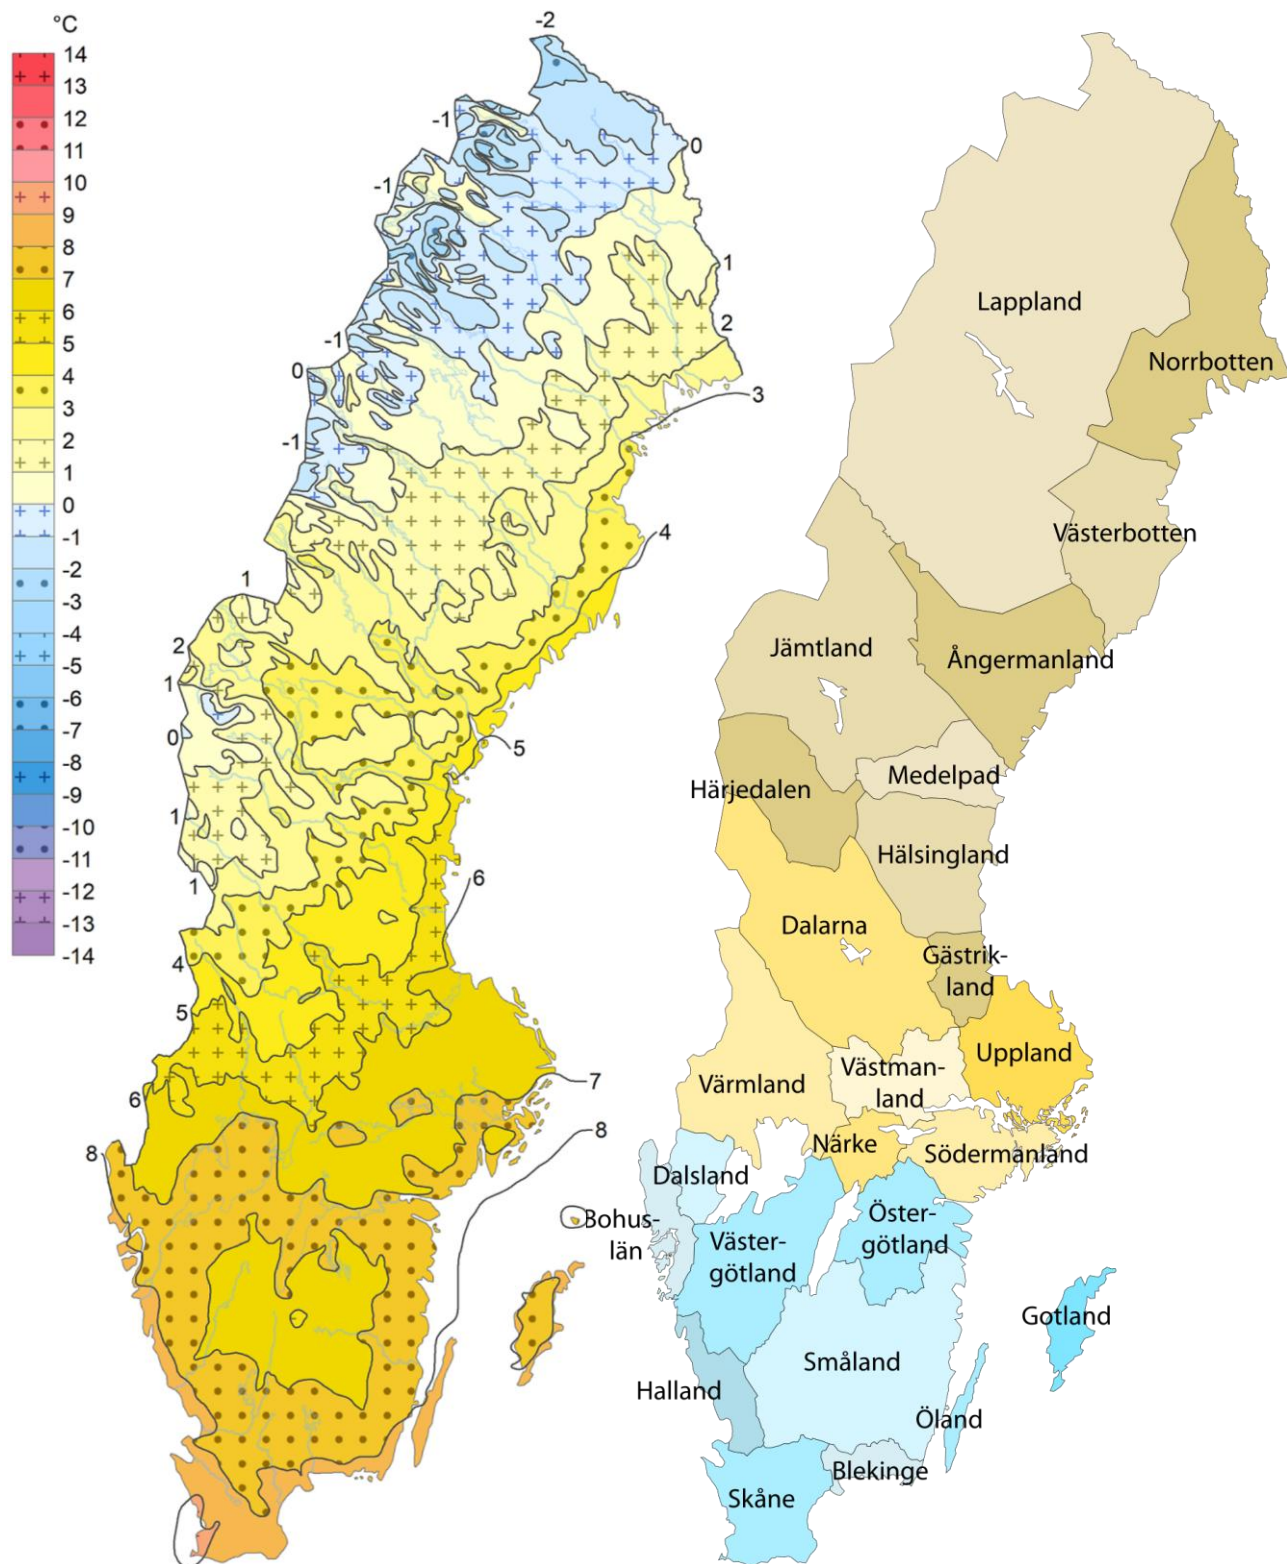 °C
14
13
12
11
10
9
8
7
6
5
4
3
2
1
0
-1
-2
-3
-4
-5
-6
-7
-8
-9
-10
-11
-12
-13
-14
-2
-1
0
-1
1
2
-1
0
3
-1
4
1
2
1
0
5
1
6
1
4
5
7
6
8
8
Lappland
Norrbotten
Västerbotten
Jämtland
Ångermanland
Medelpad
Härjedalen
Hälsingland
Dalarna
Gästrik-
land
Uppland
Västman-
land
Värmland
Närke
Södermanland
Dalsland
Bohus-
län
Öster-
götland
Väster-
götland
Gotland
Småland
Halland
Öland
Blekinge
Skåne